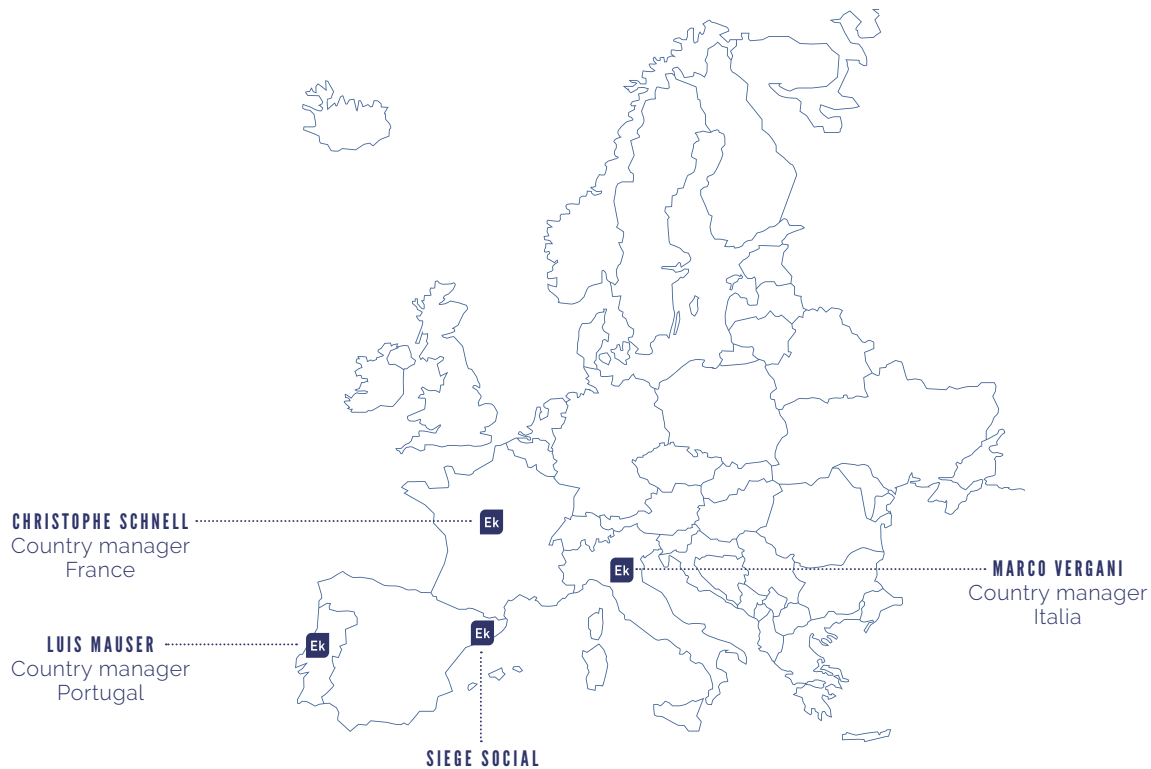 CHRISTOPHE SCHNELL
Country manager
France
Ek
Ek
MARCO VERGANI
Country manager
Italia
LUIS MAUSER
Country manager
Portugal
Ek
Ek
SIEGE SOCIAL